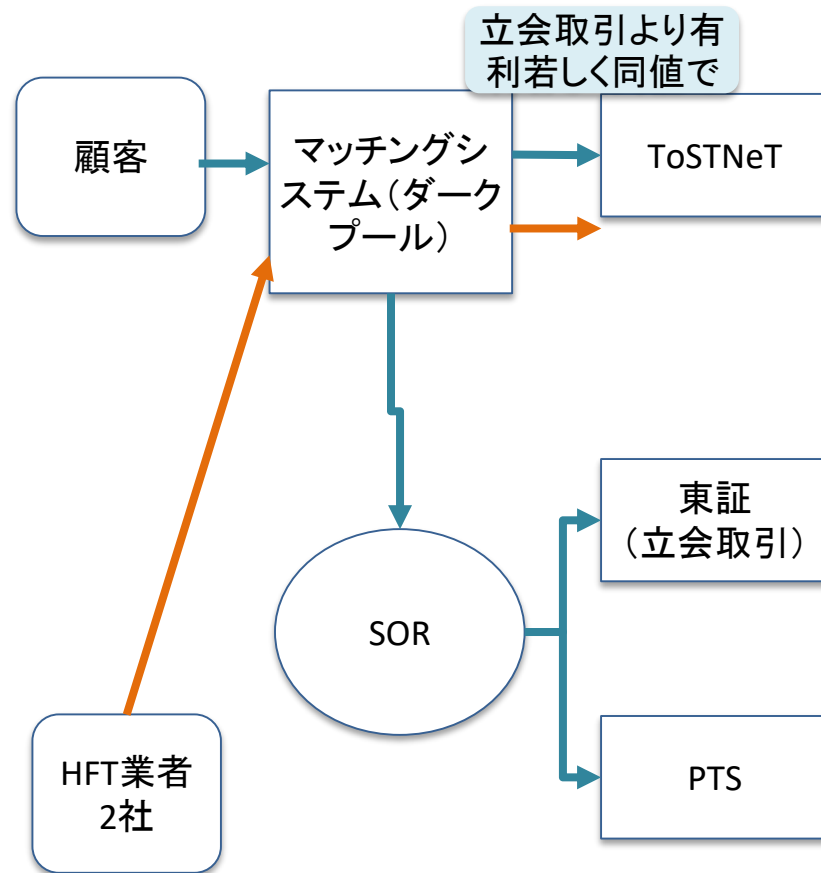 立会取引より有
利若しく同値で
顧客
マッチングシ
ステム（ダーク
プール）
ToSTNeT
東証
（立会取引）
SOR
HFT業者
2社
PTS